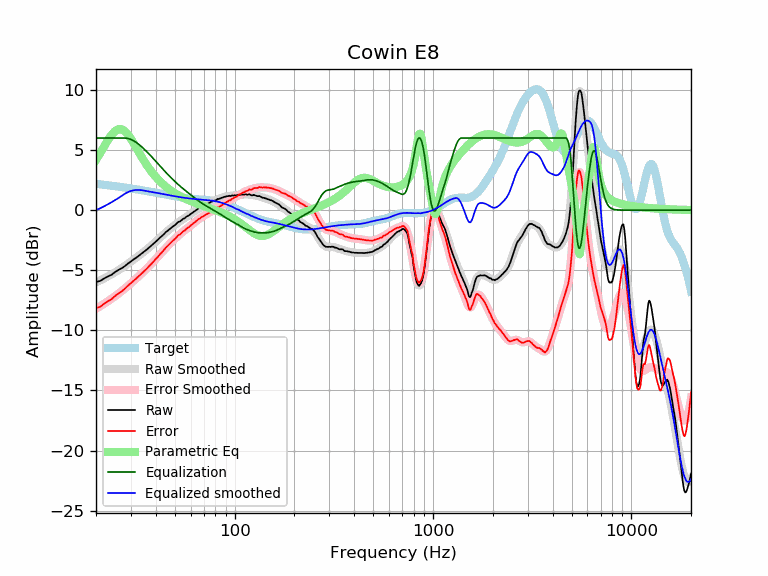 Cowin E8
Amplitude (dBr)
10
5
0
−5
−10
−15
−20
−25
Target
Raw Smoothed
Error Smoothed
Raw
Error
Parametric Eq
Equalization
Equalized smoothed
100
1000
10000
Frequency (Hz)